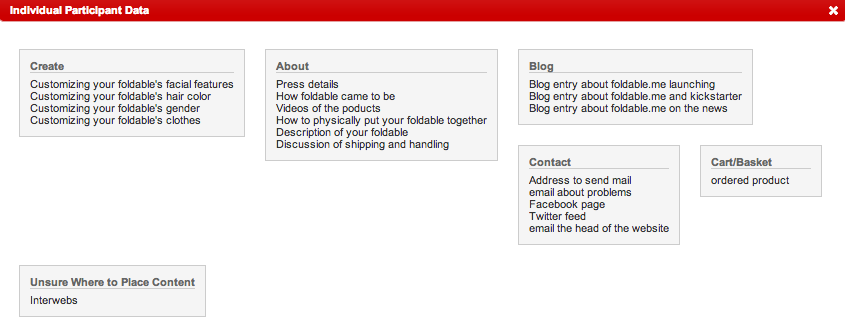 Individual Participant Data
Create
Customizing your foldable's facial features
Customizing your foldable's hair color
Customizing your foldable's gender
Customizing your foldable's clothes
About
Press details
How foldable came to be
Videos of the poducts
How to physically put your foldable together
Description of your foldable
Discussion of shipping and handling
Blog
Blog entry about foldable.me launching
Blog entry about foldable.me and kickstarter
Blog entry about foldable.me on the news
Contact
Address to send mail
email about problems
Facebook page
Twitter feed
email the head of the website
Cart/Basket
ordered product
Unsure Where to Place Content
Interwebs